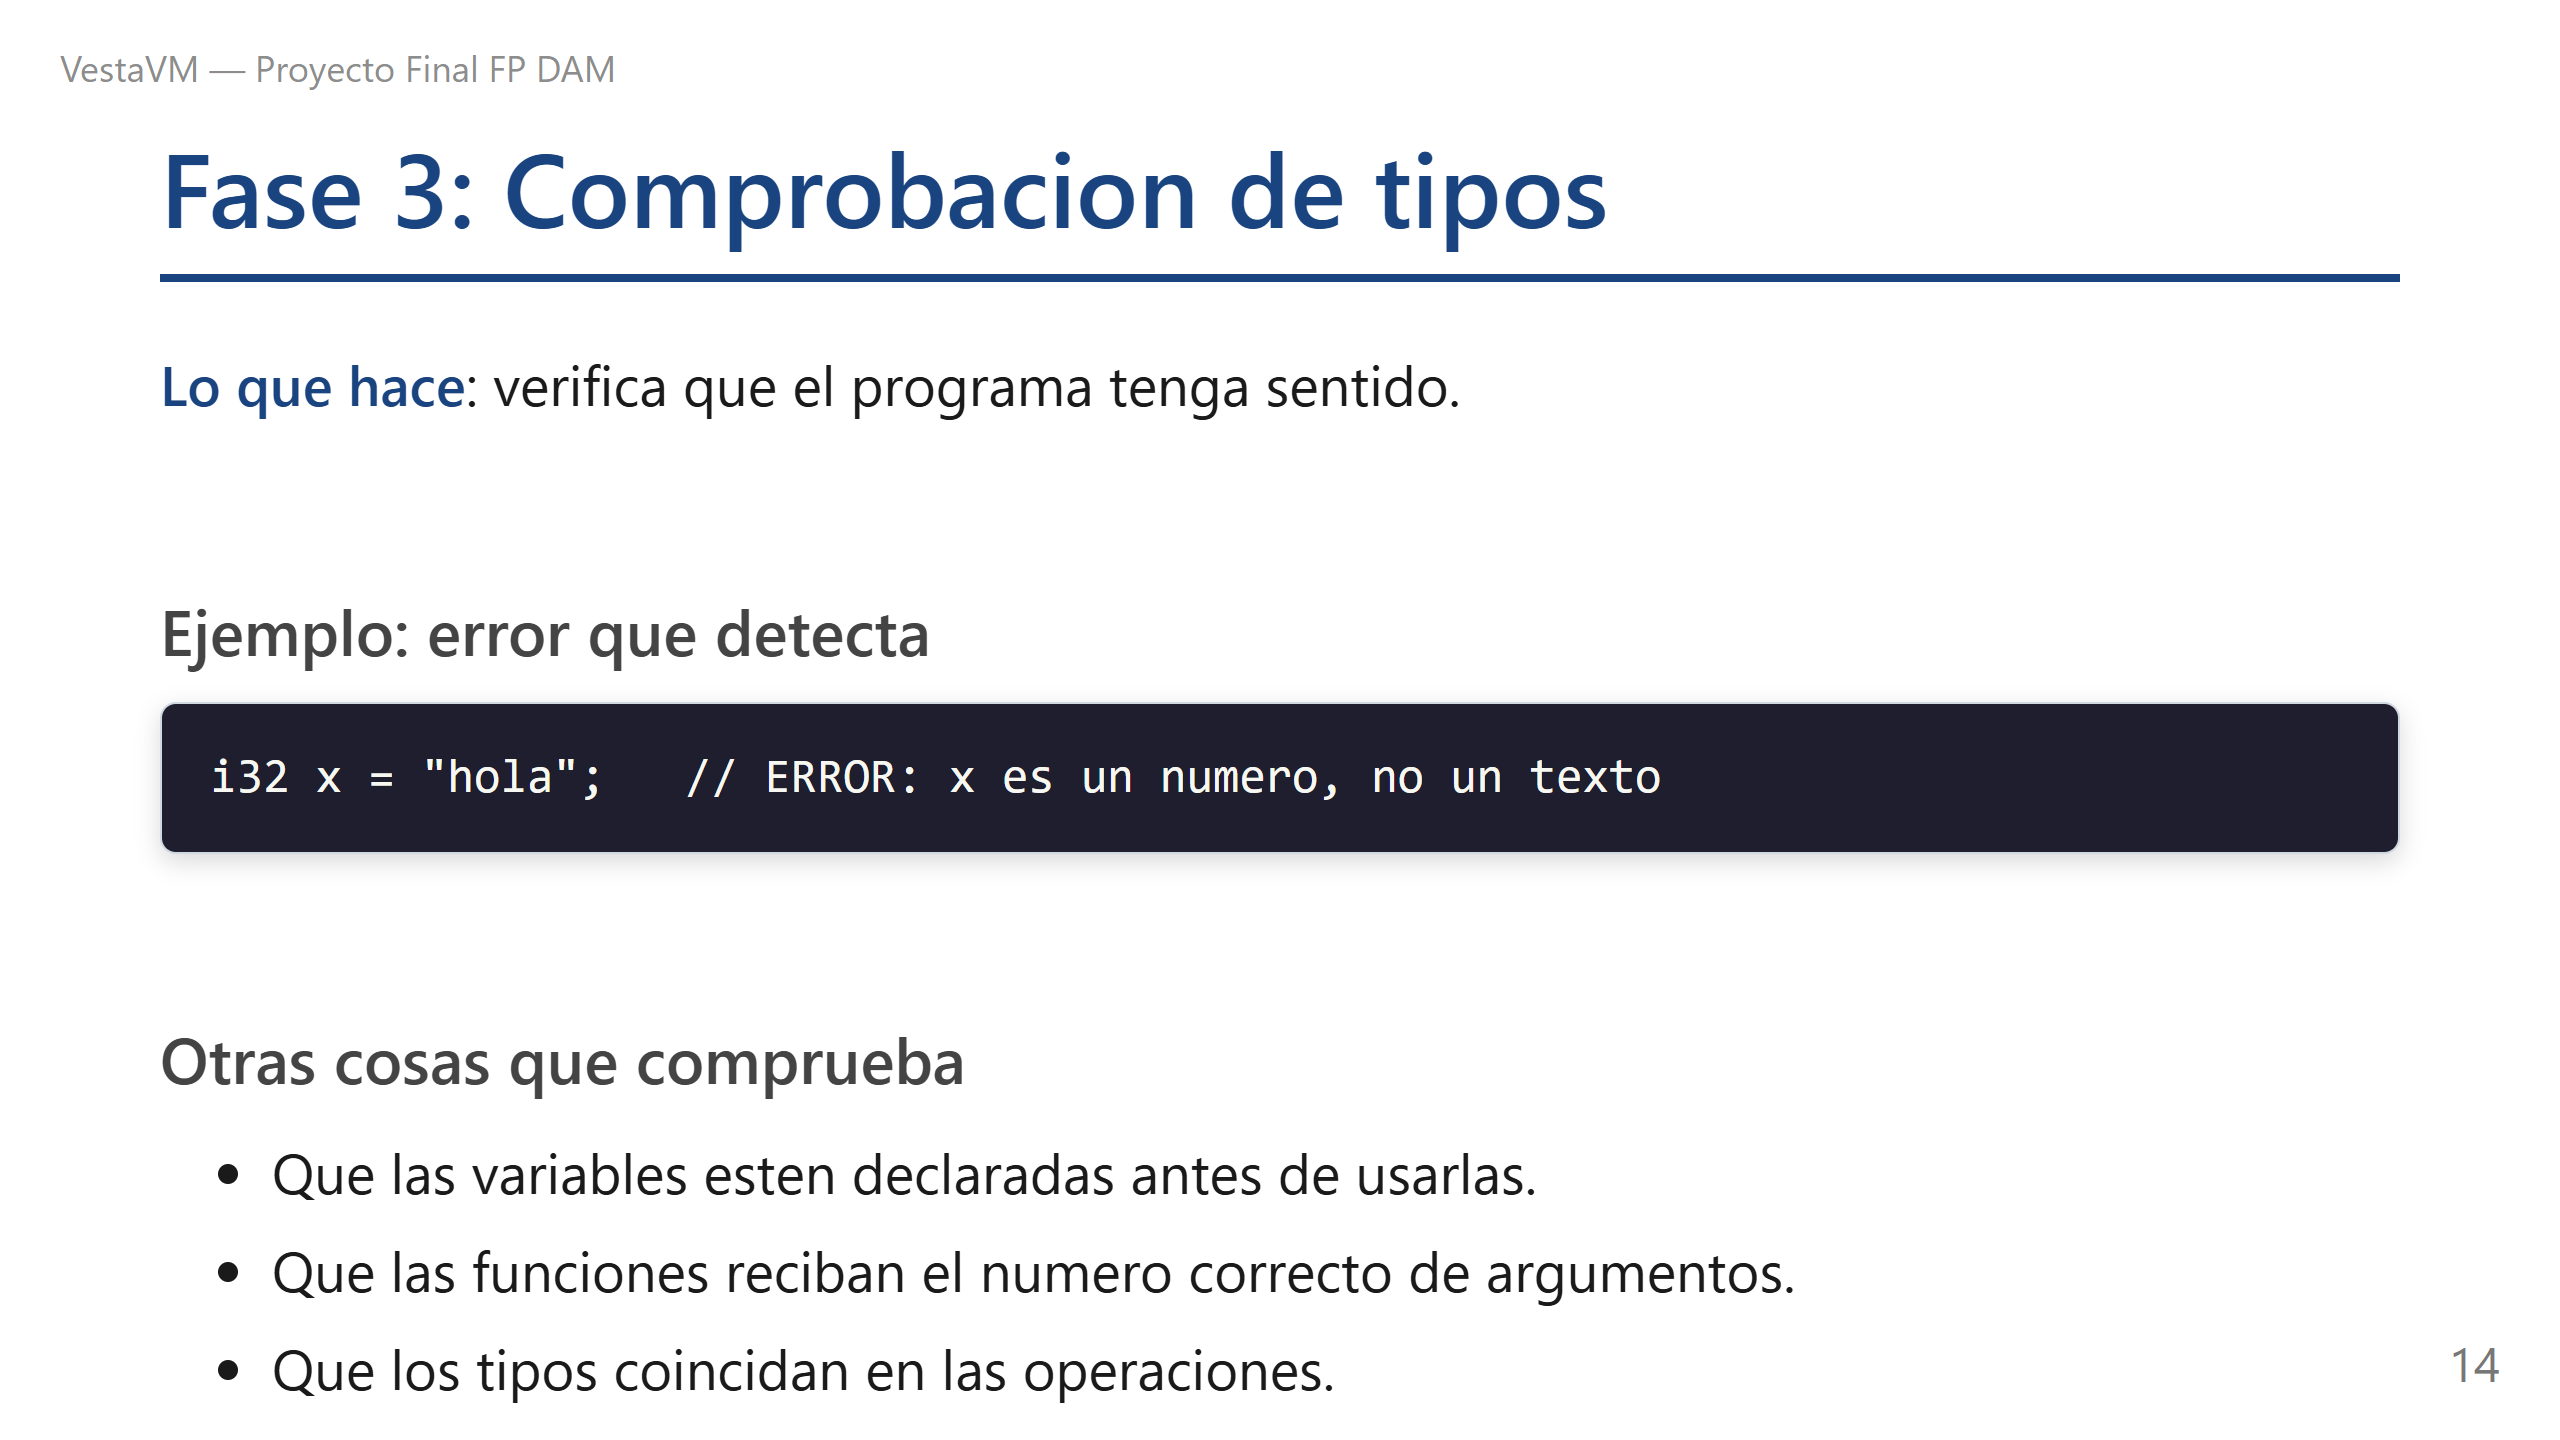 VestaVM — Proyecto Final FP DAM
Fase 3: Comprobacion de tipos
Lo que hace: verifica que el programa tenga sentido.
Ejemplo: error que detecta
i32 x = "hola";   // ERROR: x es un numero, no un texto
Otras cosas que comprueba
• Que las variables esten declaradas antes de usarlas.
• Que las funciones reciban el numero correcto de argumentos.
• Que los tipos coincidan en las operaciones.
14